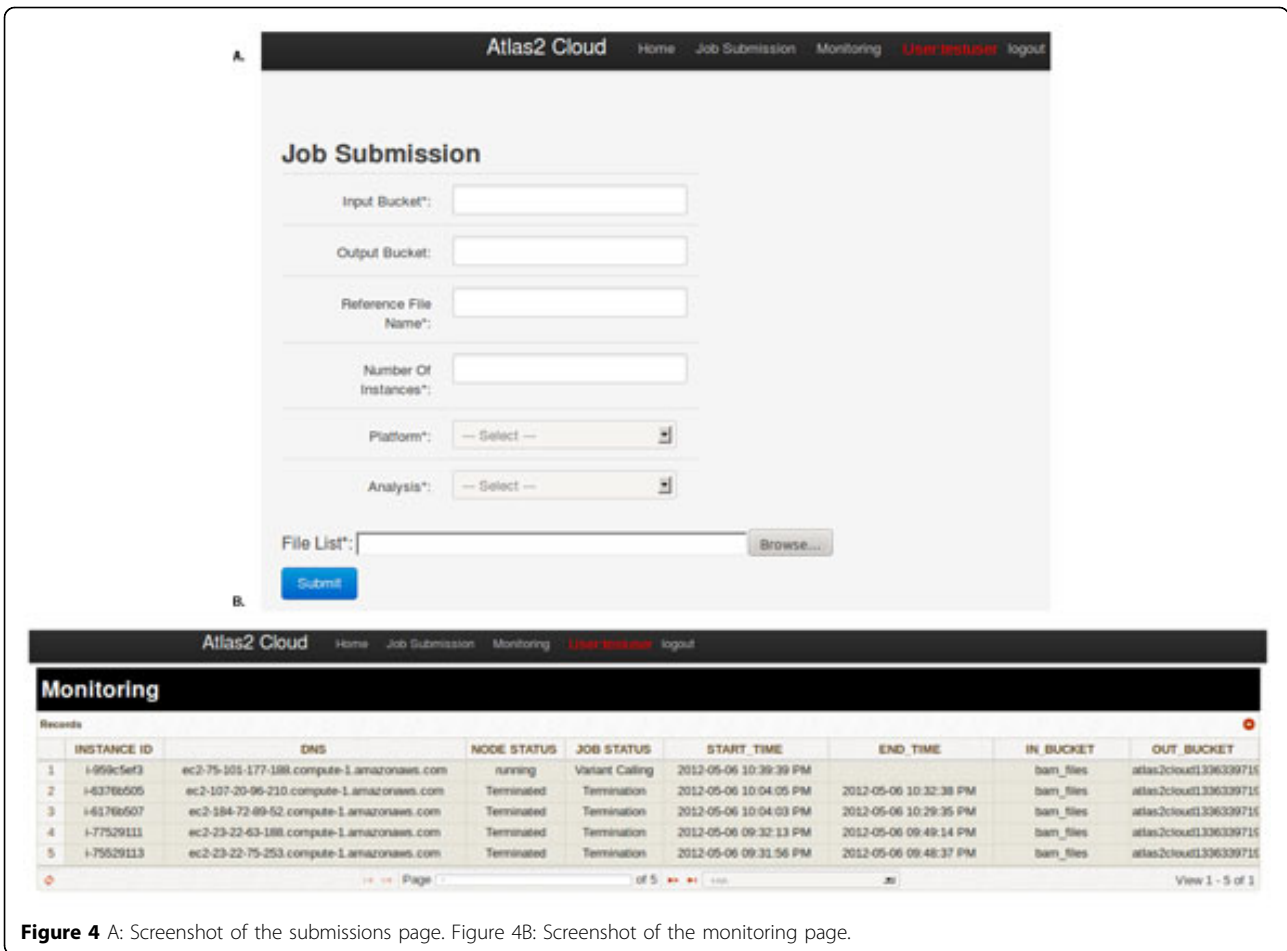 A.
Atlas2 Cloud Home Job Submission Monitoring User:testuser logout
Job Submission
Input Bucket*:
Output Bucket:
Reference File
Name*:
Number Of
Instances*:
Platform*: --- Select ---
Analysis*: --- Select ---
File List*: Browse...
Submit
B.
Atlas2 Cloud Home Job Submission Monitoring User:testuser logout
Monitoring
Records
INSTANCE ID DNS NODE STATUS JOB STATUS START_TIME END_TIME IN_BUCKET OUT_BUCKET
1 i-959c5ef3 ec2-75-101-177-188.compute-1.amazonaws.com running Variant Calling 2012-05-06 10:39:39 PM bam_files atlas2cloud133633971
2 i-6376b505 ec2-107-20-96-210.compute-1.amazonaws.com Terminated Termination 2012-05-06 10:04:05 PM 2012-05-06 10:32:38 PM bam_files atlas2cloud133633971
3 i-6176b507 ec2-184-72-89-52.compute-1.amazonaws.com Terminated Termination 2012-05-06 10:04:03 PM 2012-05-06 10:29:35 PM bam_files atlas2cloud133633971
4 i-77529111 ec2-23-22-63-188.compute-1.amazonaws.com Terminated Termination 2012-05-06 09:32:13 PM 2012-05-06 09:49:14 PM bam_files atlas2cloud133633971
5 i-75529113 ec2-23-22-75-253.compute-1.amazonaws.com Terminated Termination 2012-05-06 09:31:56 PM 2012-05-06 09:48:37 PM bam_files atlas2cloud133633971
Page of 5 View 1 - 5 of 1
Figure 4 A: Screenshot of the submissions page. Figure 4B: Screenshot of the monitoring page.